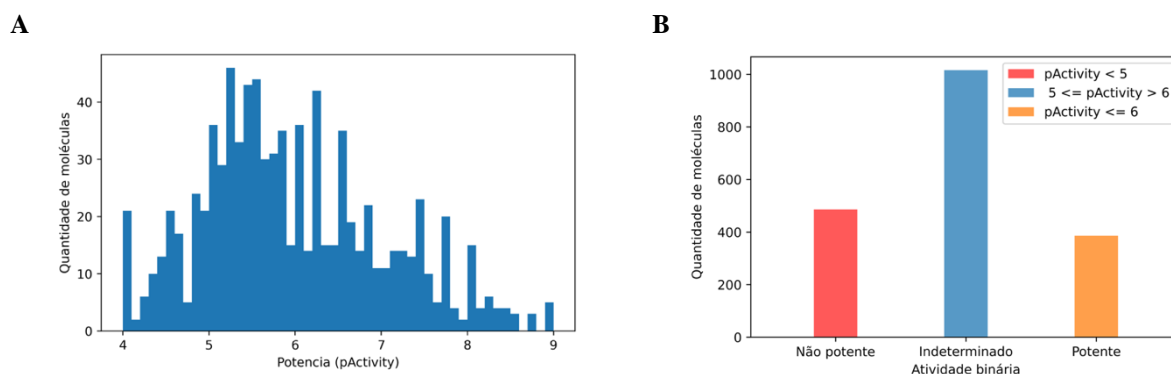 A
Quantidade de moléculas
40
30
20
10
0
4 5 6 7 8 9
Potencia (pActivity)
B
Quantidade de moléculas
1000
800
600
400
200
0
pActivity < 5
5 <= pActivity > 6
pActivity <= 6
Não potente Indeterminado Potente
Atividade binária